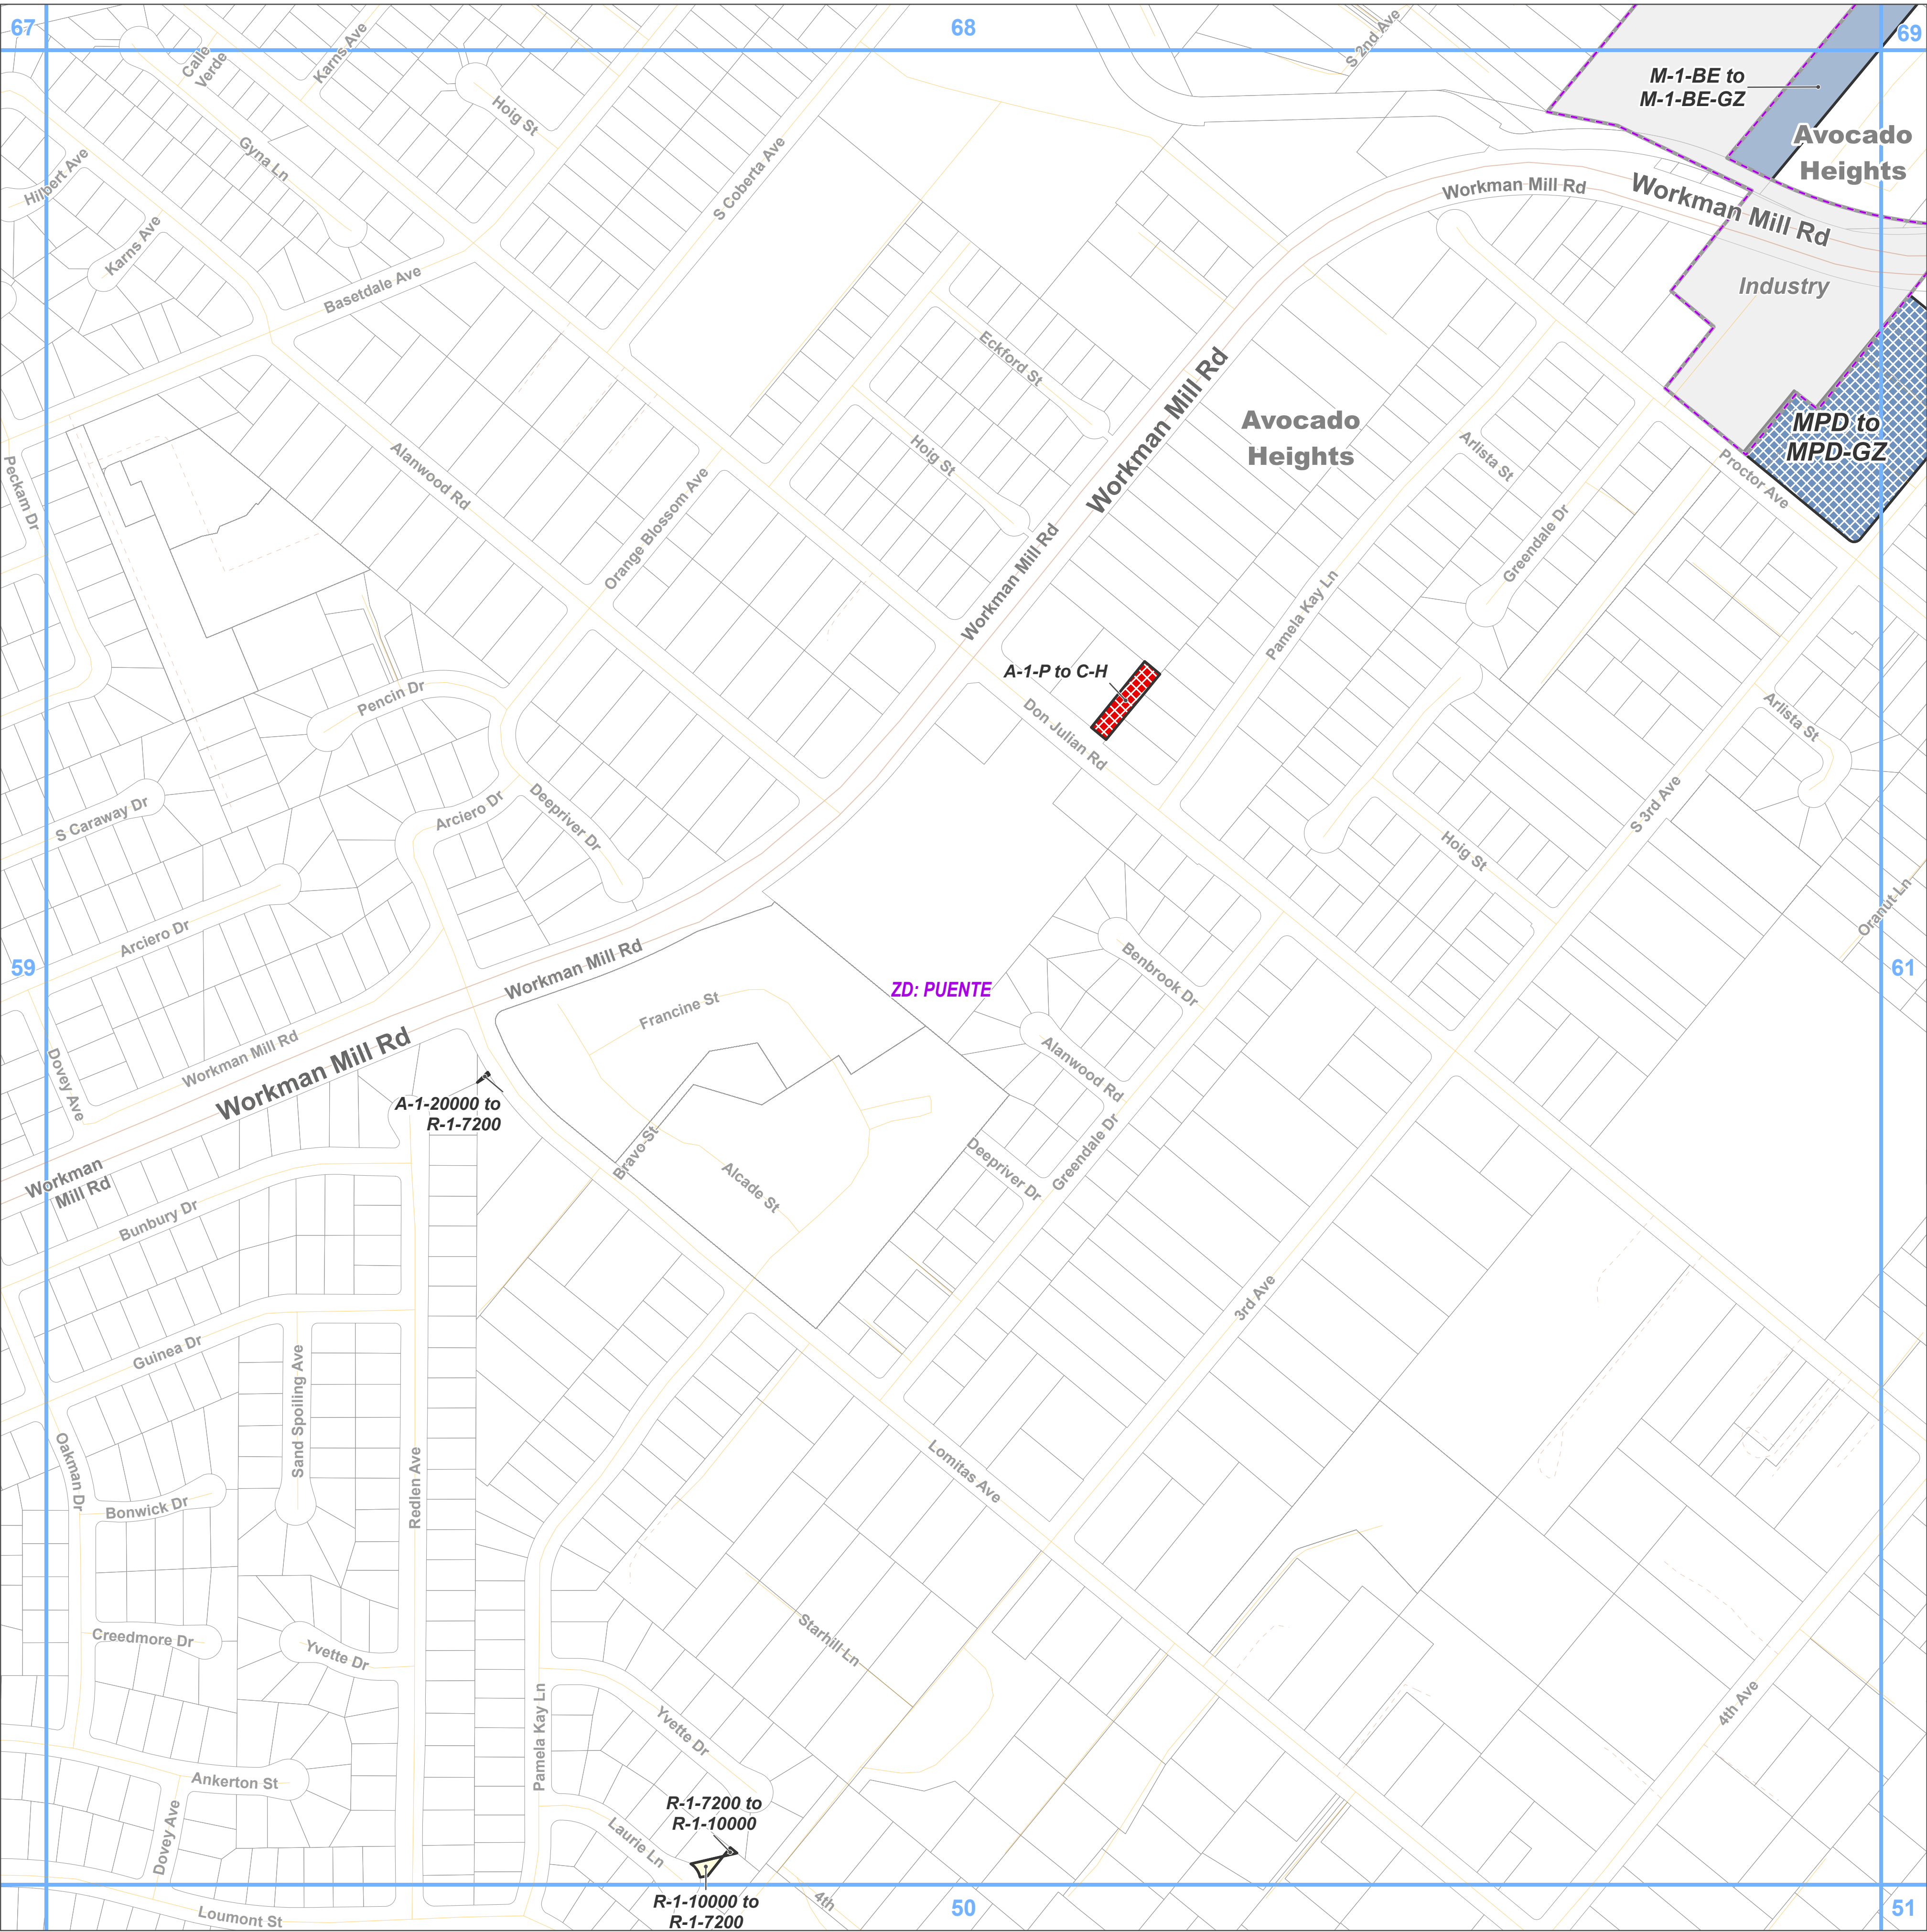 67
68
69
Calle
Verde
Karns Ave
Hoig St
S 2nd Ave
M-1-BE to
M-1-BE-GZ
Avocado
Heights
Gyna Ln
Hilbert Ave
S Coberta Ave
Workman Mill Rd
Workman Mill Rd
Karns Ave
Basetdale Ave
Industry
Eckford St
Workman Mill Rd
Avocado
Heights
MPD to
MPD-GZ
Alanwood Rd
Hoig St
Arlista St
Proctor Ave
Peckam Dr
Orange Blossom Ave
Greendale Dr
Workman Mill Rd
Pamela Kay Ln
A-1-P to C-H
Pencin Dr
Don Julian Rd
Arlista St
S Caraway Dr
Arciero Dr
Deepriver Dr
S 3rd Ave
Hoig St
Oranut Ln
Arciero Dr
Benbrook Dr
59
Workman Mill Rd
ZD: PUENTE
61
Francine St
Workman Mill Rd
Workman Mill Rd
Dovey Ave
Alanwood Rd
A-1-20000 to
R-1-7200
Bravo St
Alcade St
Deepriver Dr
Greendale Dr
Workman
Mill Rd
Bunbury Dr
3rd Ave
Guinea Dr
Sand Spoiling Ave
Oakman Dr
Redlen Ave
Lomitas Ave
Bonwick Dr
Creedmore Dr
Yvette Dr
Starhill Ln
Pamela Kay Ln
Yvette Dr
4th Ave
Ankerton St
Dovey Ave
R-1-7200 to
R-1-10000
Laurie Ln
R-1-10000 to
R-1-7200
4th
Loumont St
50
51